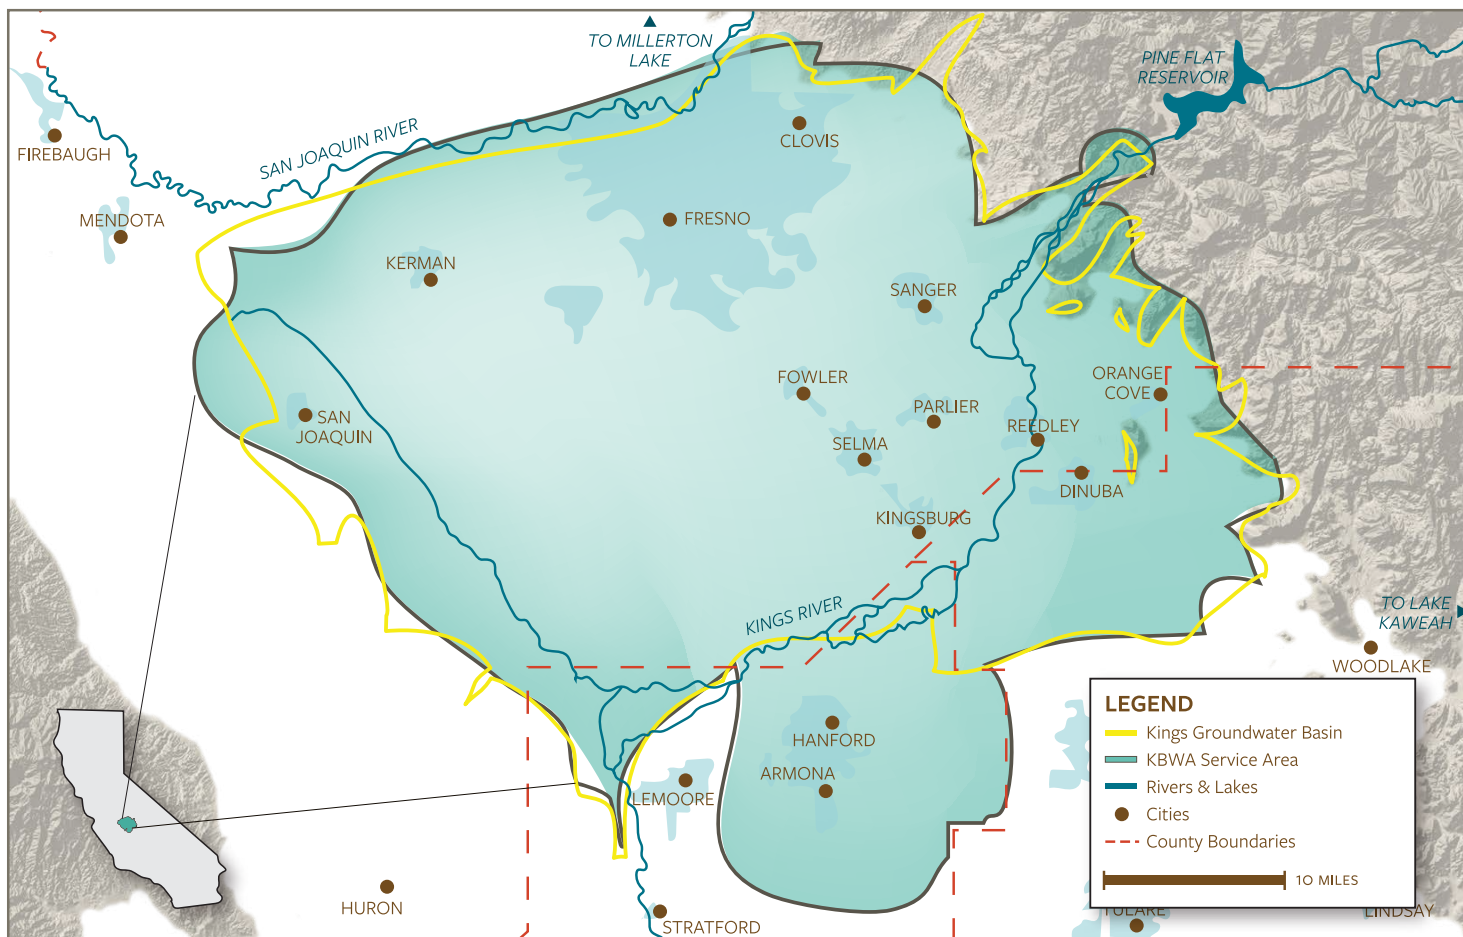 TO MILLERTON
LAKE
PINE FLAT
RESERVOIR
SAN JOAQUIN RIVER
CLOVIS
FIREBAUGH
MENDOTA
FRESNO
KERMAN
SANGER
FOWLER
ORANGE
COVE
PARLIER
SAN
JOAQUIN
REEDLEY
SELMA
DINUBA
KINGSBURG
KINGS RIVER
TO LAKE
KAWEAH
WOODLAKE
HANFORD
ARMONA
LEMOORE
HURON
STRATFORD
LEGEND
Kings Groundwater Basin
KBWA Service Area
Rivers & Lakes
Cities
County Boundaries
10 MILES
TULARE
LINDSAY